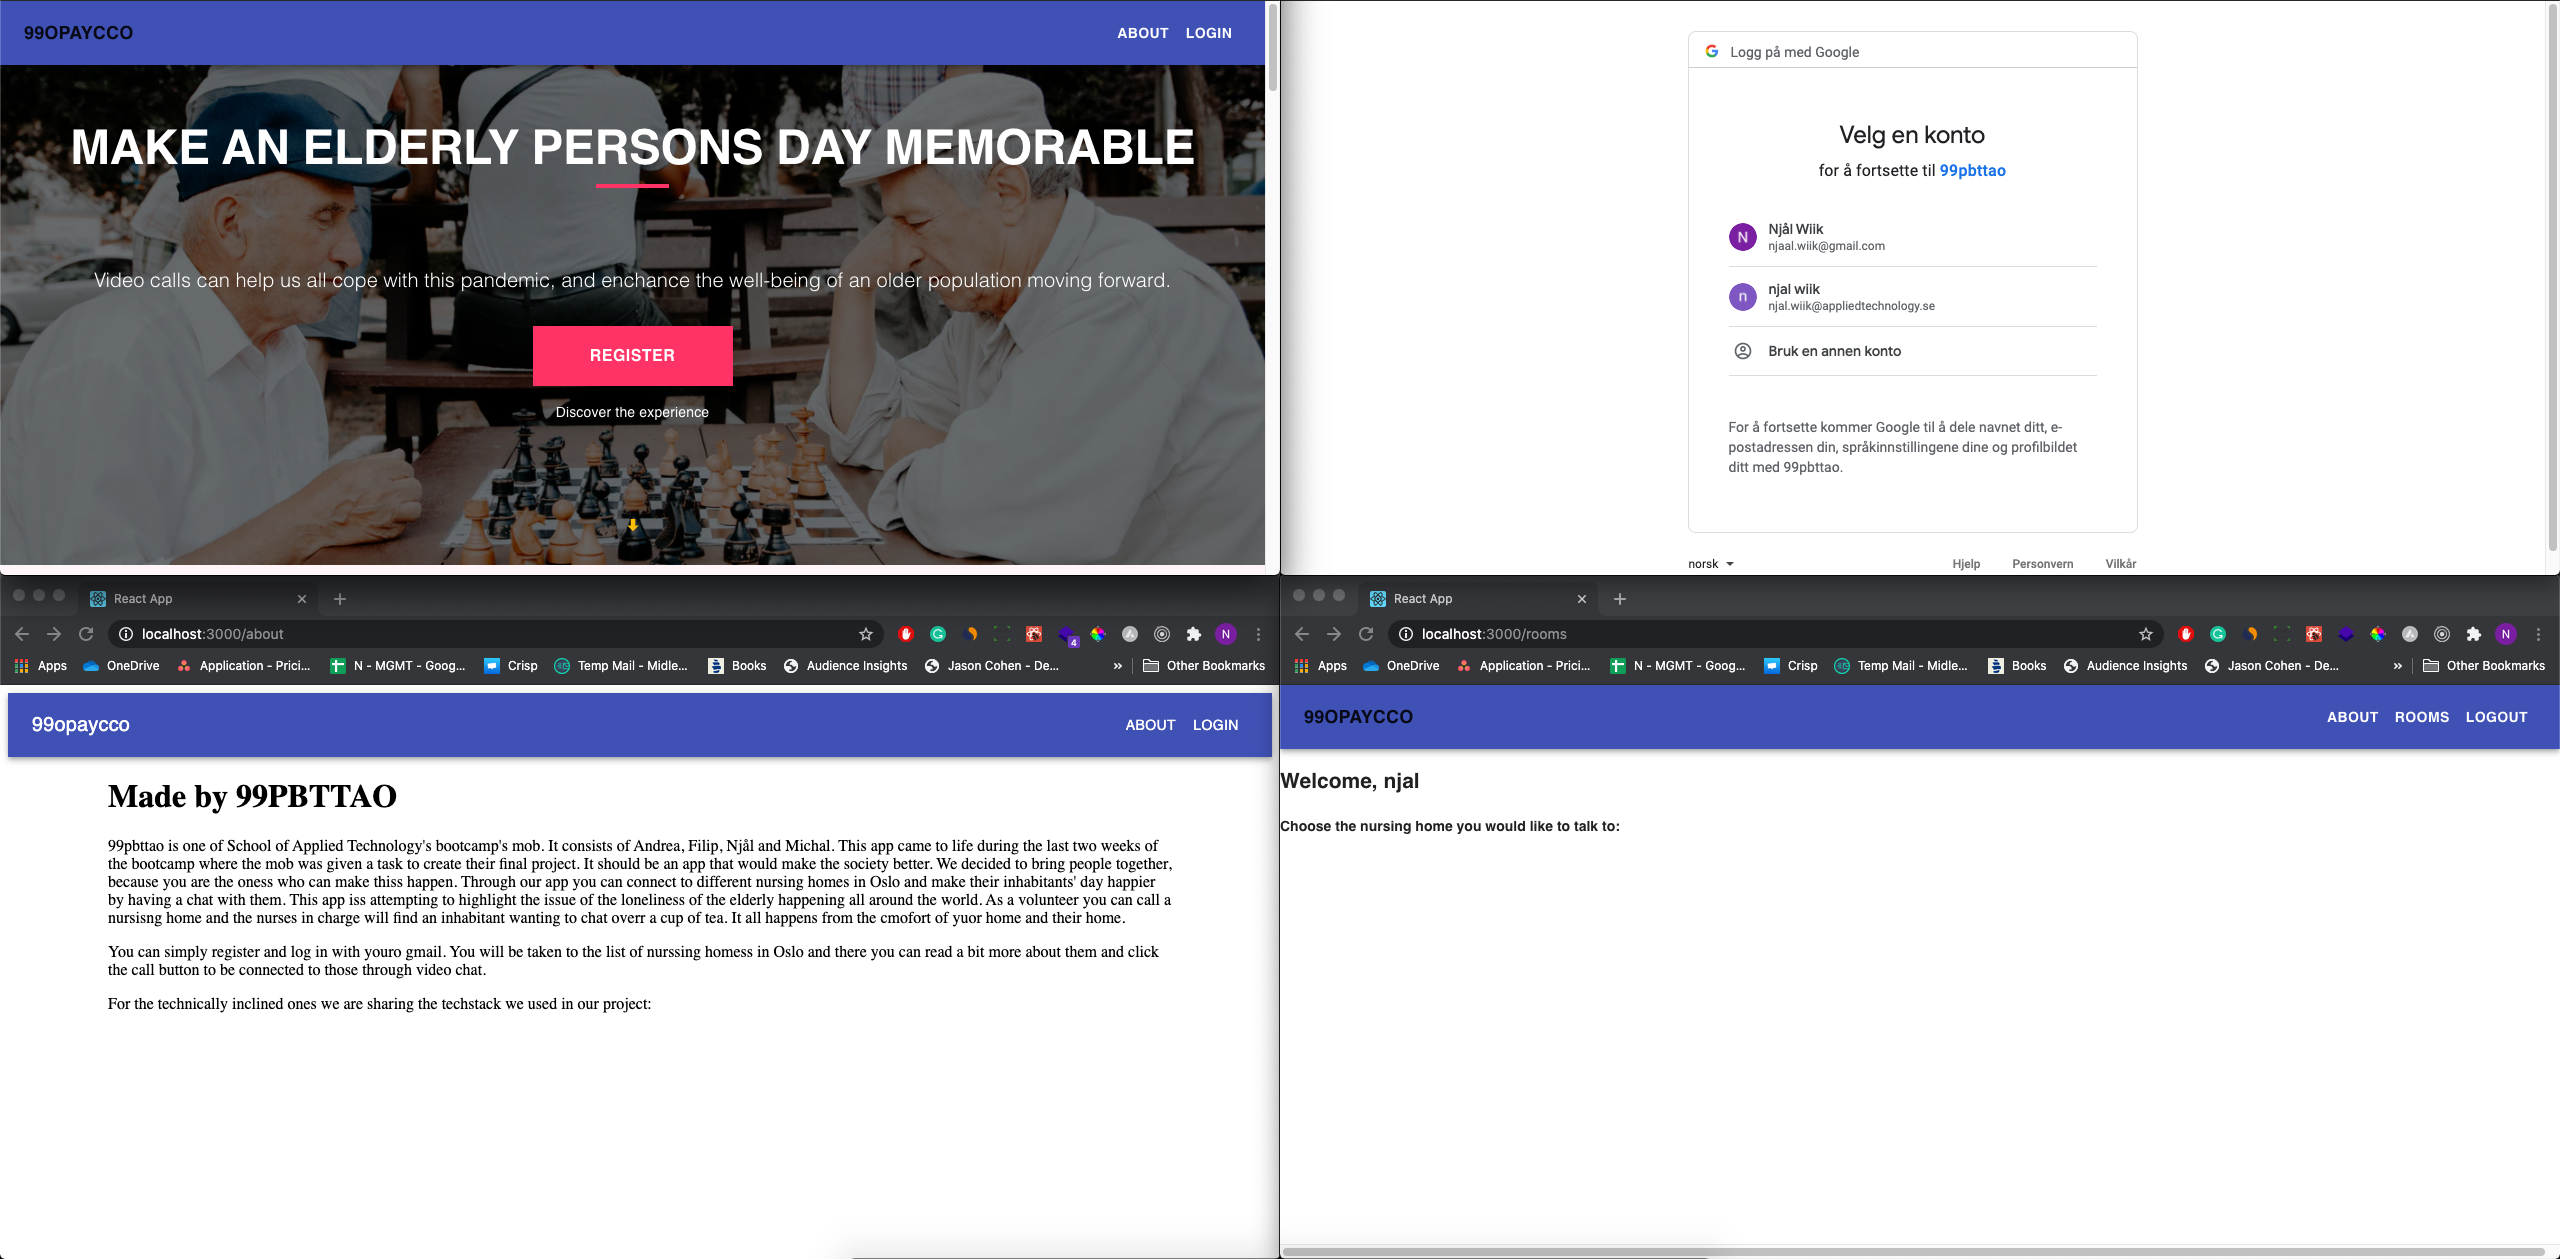 99OPAYCCO
ABOUT LOGIN
MAKE AN ELDERLY PERSONS DAY MEMORABLE
Video calls can help us all cope with this pandemic, and enchance the well-being of an older population moving forward.
REGISTER
Discover the experience
Logg på med Google
Velg en konto
for å fortsette til 99pbttao
N
Njål Wiik
njaal.wiik@gmail.com
n
njal wiik
njal.wiik@appliedtechnology.se
Bruk en annen konto
For å fortsette kommer Google til å dele navnet ditt, e-
postadressen din, språkinnstillingene dine og profilbildet
ditt med 99pbttao.
norsk Hjelp Personvern Vilkår
React App
localhost:3000/about
4
N
Apps OneDrive Application - Prici... N - MGMT - Goog... Crisp Temp Mail - Midle... Books Audience Insights Jason Cohen - De... » Other Bookmarks
99opaycco
ABOUT LOGIN
Made by 99PBTTAO
99pbttao is one of School of Applied Technology's bootcamp's mob. It consists of Andrea, Filip, Njål and Michal. This app came to life during the last two weeks of
the bootcamp where the mob was given a task to create their final project. It should be an app that would make the society better. We decided to bring people together,
because you are the oness who can make thiss happen. Through our app you can connect to different nursing homes in Oslo and make their inhabitants' day happier
by having a chat with them. This app iss attempting to highlight the issue of the loneliness of the elderly happening all around the world. As a volunteer you can call a
nursisng home and the nurses in charge will find an inhabitant wanting to chat overr a cup of tea. It all happens from the cmofort of yuor home and their home.
You can simply register and log in with youro gmail. You will be taken to the list of nurssing homess in Oslo and there you can read a bit more about them and click
the call button to be connected to those through video chat.
For the technically inclined ones we are sharing the techstack we used in our project:
React App
localhost:3000/rooms
N
Apps OneDrive Application - Prici... N - MGMT - Goog... Crisp Temp Mail - Midle... Books Audience Insights Jason Cohen - De... » Other Bookmarks
99OPAYCCO
ABOUT ROOMS LOGOUT
Welcome, njal
Choose the nursing home you would like to talk to: